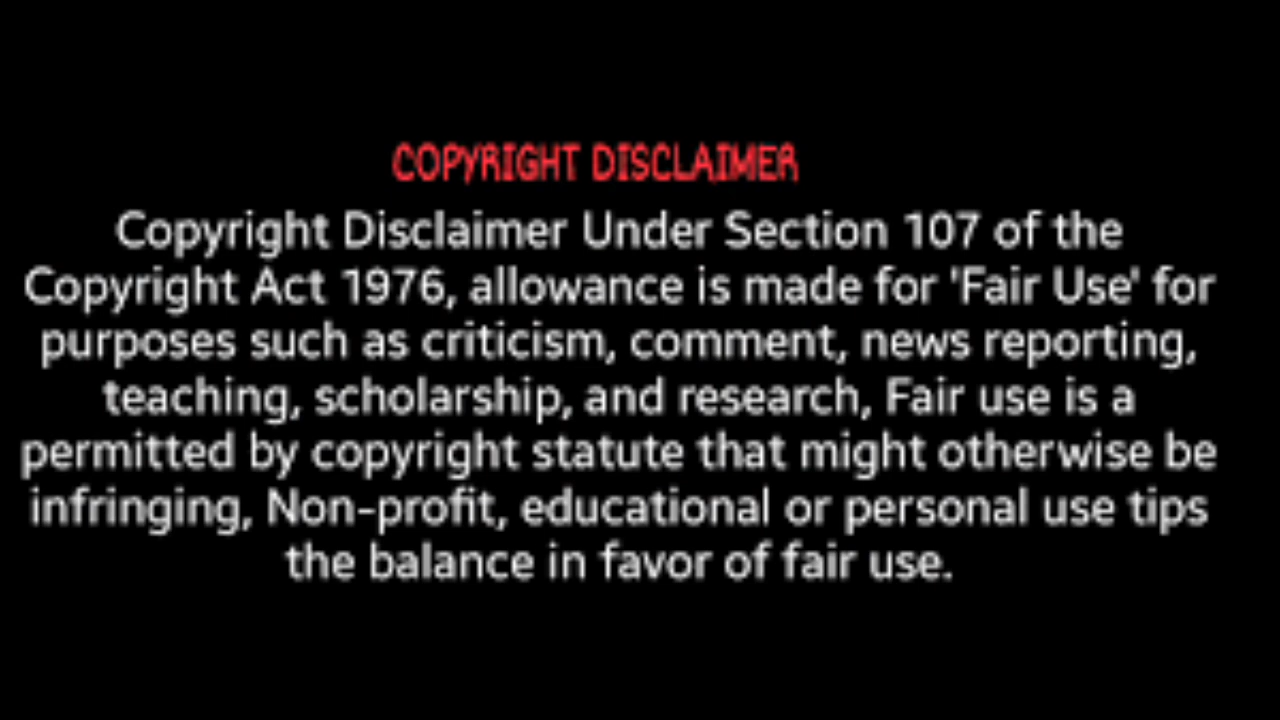 COPYRIGHT DISCLAIMER
Copyright Disclaimer Under Section 107 of the
Copyright Act 1976, allowance is made for 'Fair Use' for
purposes such as criticism, comment, news reporting,
teaching, scholarship, and research, Fair use is a
permitted by copyright statute that might otherwise be
infringing, Non-profit, educational or personal use tips
the balance in favor of fair use.